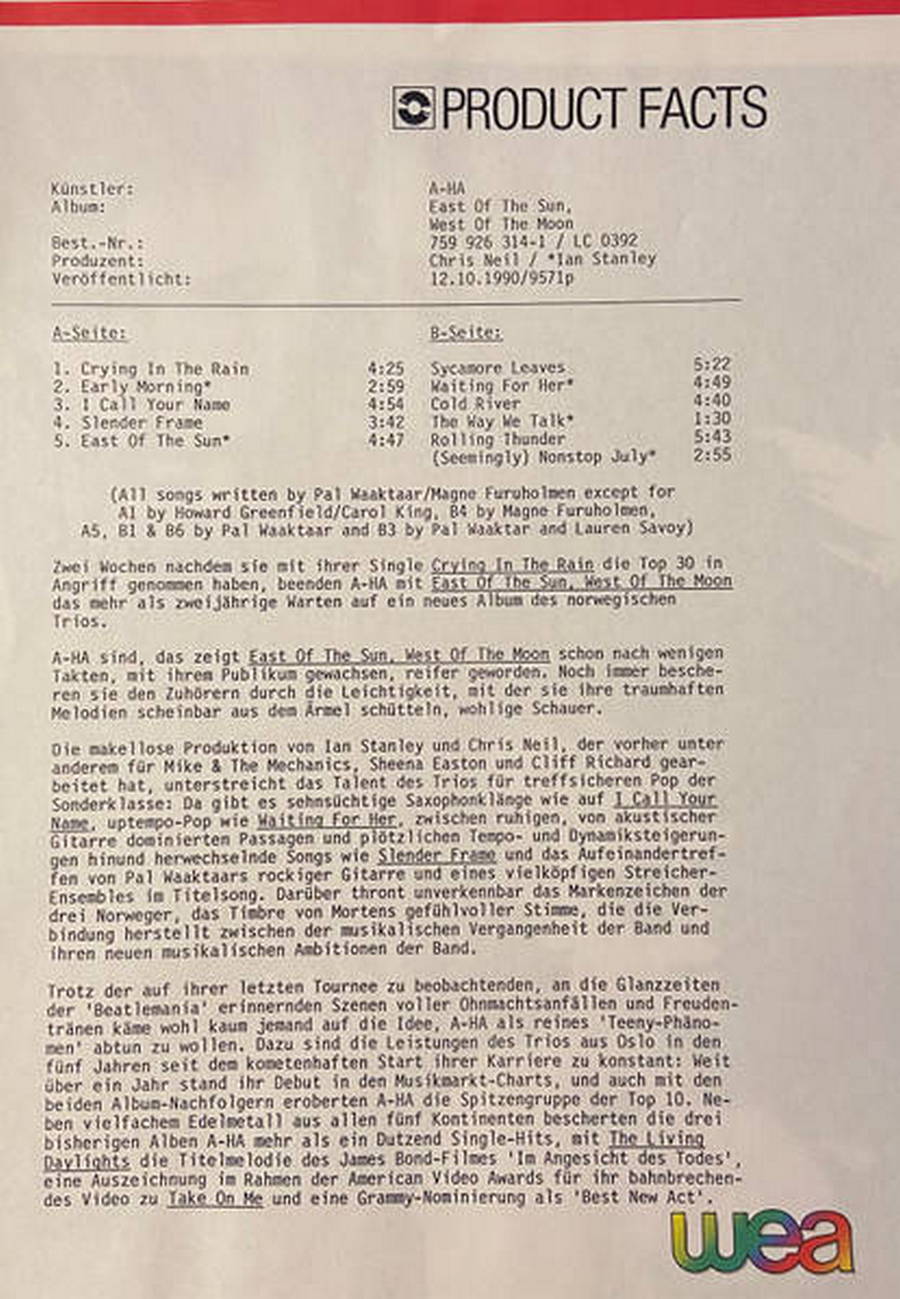 PRODUCT FACTS
Künstler: A-HA
Album: East Of The Sun,
West Of The Moon
Best.-Nr.: 759 926 314-1 / LC 0392
Produzent: Chris Neil / *Ian Stanley
Veröffentlicht: 12.10.1990/9571p
A-Seite: B-Seite:
1. Crying In The Rain 4:25 Sycamore Leaves 5:22
2. Early Morning* 2:59 Waiting For Her* 4:49
3. I Call Your Name 4:54 Cold River 4:40
4. Slender Frame 3:42 The Way We Talk* 1:30
5. East Of The Sun* 4:47 Rolling Thunder 5:43
(Seemingly) Nonstop July* 2:55
(All songs written by Pal Waaktaar/Magne Furuholmen except for
A1 by Howard Greenfield/Carol King, B4 by Magne Furuholmen,
A5, B1 & B6 by Pal Waaktaar and B3 by Pal Waaktar and Lauren Savoy)
Zwei Wochen nachdem sie mit ihrer Single Crying In The Rain die Top 30 in
Angriff genommen haben, beenden A-HA mit East Of The Sun, West Of The Moon
das mehr als zweijährige Warten auf ein neues Album des norwegischen
Trios.
A-HA sind, das zeigt East Of The Sun, West Of The Moon schon nach wenigen
Takten, mit ihrem Publikum gewachsen, reifer geworden. Noch immer besche-
ren sie den Zuhörern durch die Leichtigkeit, mit der sie ihre traumhaften
Melodien scheinbar aus dem Ärmel schütteln, wohlige Schauer.
Die makellose Produktion von Ian Stanley und Chris Neil, der vorher unter
anderem für Mike & The Mechanics, Sheena Easton und Cliff Richard gear-
beitet hat, unterstreicht das Talent des Trios für treffsicheren Pop der
Sonderklasse: Da gibt es sehnsüchtige Saxophonklänge wie auf I Call Your
Name, uptempo-Pop wie Waiting For Her, zwischen ruhigen, von akustischer
Gitarre dominierten Passagen und plötzlichen Tempo- und Dynamiksteigerun-
gen hinund herwechselnde Songs wie Slender Frame und das Aufeinandertref-
fen von Pal Waaktaars rockiger Gitarre und eines vielköpfigen Streicher-
Ensembles im Titelsong. Darüber thront unverkennbar das Markenzeichen der
drei Norweger, das Timbre von Mortens gefühlvoller Stimme, die die Ver-
bindung herstellt zwischen der musikalischen Vergangenheit der Band und
ihren neuen musikalischen Ambitionen der Band.
Trotz der auf ihrer letzten Tournee zu beobachtenden, an die Glanzzeiten
der 'Beatlemania' erinnernden Szenen voller Ohnmachtsanfällen und Freuden-
tränen käme wohl kaum jemand auf die Idee, A-HA als reines 'Teeny-Phäno-
men' abtun zu wollen. Dazu sind die Leistungen des Trios aus Oslo in den
fünf Jahren seit dem kometenhaften Start ihrer Karriere zu konstant: Weit
über ein Jahr stand ihr Debut in den Musikmarkt-Charts, und auch mit den
beiden Album-Nachfolgern eroberten A-HA die Spitzengruppe der Top 10. Ne-
ben vielfachem Edelmetall aus allen fünf Kontinenten bescherten die drei
bisherigen Alben A-HA mehr als ein Dutzend Single-Hits, mit The Living
Daylights die Titelmelodie des James Bond-Filmes 'Im Angesicht des Todes',
eine Auszeichnung im Rahmen der American Video Awards für ihr bahnbrechen-
des Video zu Take On Me und eine Grammy-Nominierung als 'Best New Act'.
wea